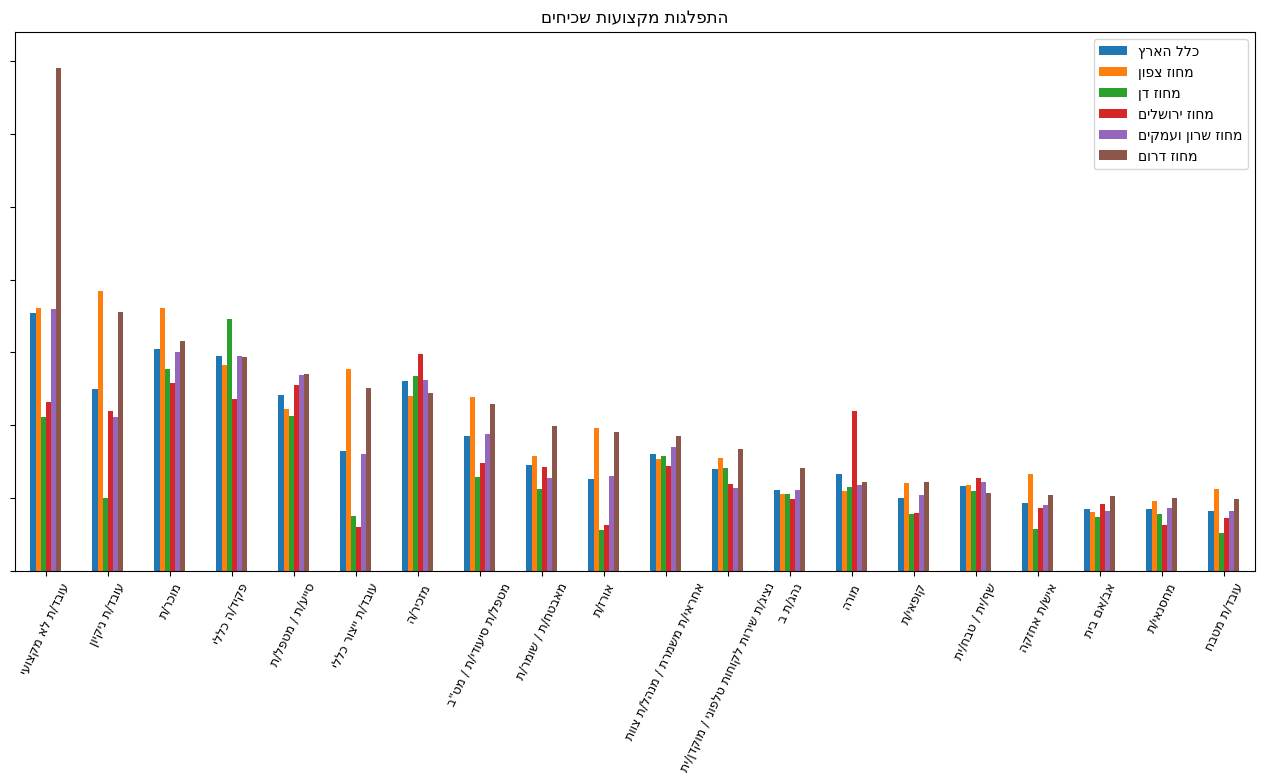 התפלגות מקצועות שכיחים
כלל הארץ
מחוז צפון
מחוז דן
מחוז ירושלים
מחוז שרון ועמקים
מחוז דרום
עובד/ת לא מקצועי
עובד/ת ניקיון
מוכר/ת
פקיד/ה כללי
סייע/ת / מטפל/ת
עובד/ת ייצור כללי
מזכיר/ה
מטפל/ת סיעודי/ת / מט"ב
מאבטח/ת / שומר/ת
אורז/ת
אחראי/ת משמרת / מנהל/ת צוות
נציג/ת שירות לקוחות טלפוני / מוקדן/ית
נהג/ת ב
מורה
קופאי/ת
שף/ית / טבח/ית
איש/ת אחזקה
אב/אם בית
מחסנאי/ת
עובד/ת מטבח